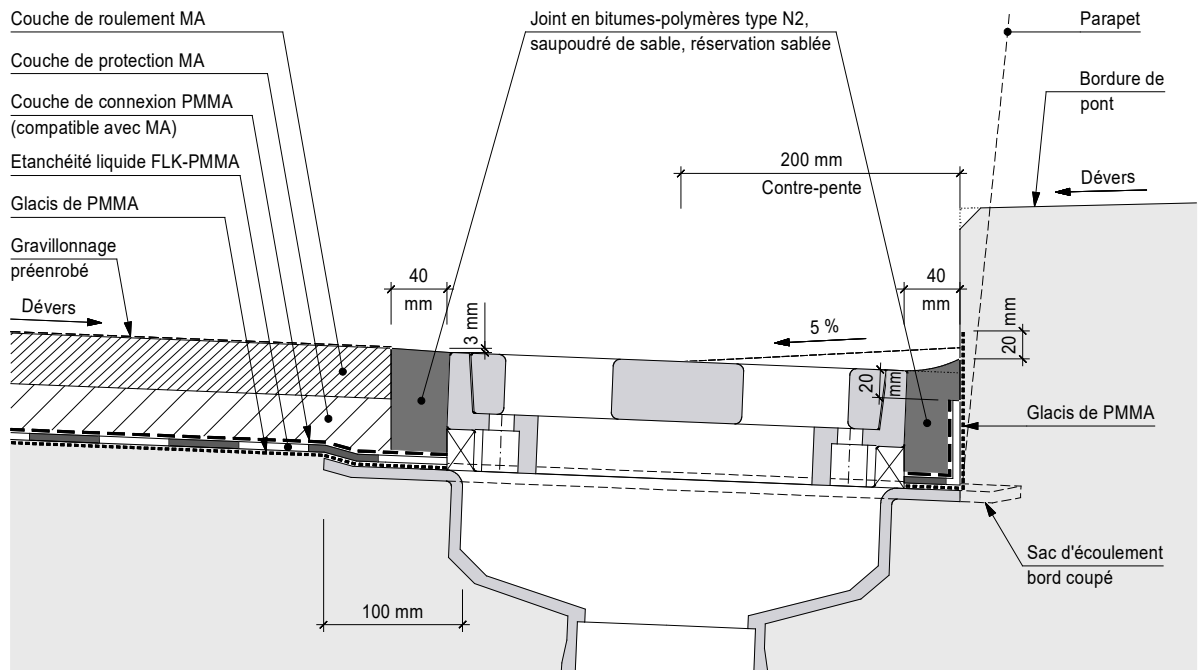 Couche de roulement MA
Couche de protection MA
Couche de connexion PMMA
(compatible avec MA)
Etanchéité liquide FLK-PMMA
Glacis de PMMA
Gravillonnage
préenrobé
Dévers
Joint en bitumes-polymères type N2,
saupoudré de sable, réservation sablée
Parapet
Bordure de
pont
200 mm
Contre-pente
Dévers
40
mm
3 mm
5 %
40
mm
20
mm
20
mm
Glacis de PMMA
Sac d'écoulement
bord coupé
100 mm